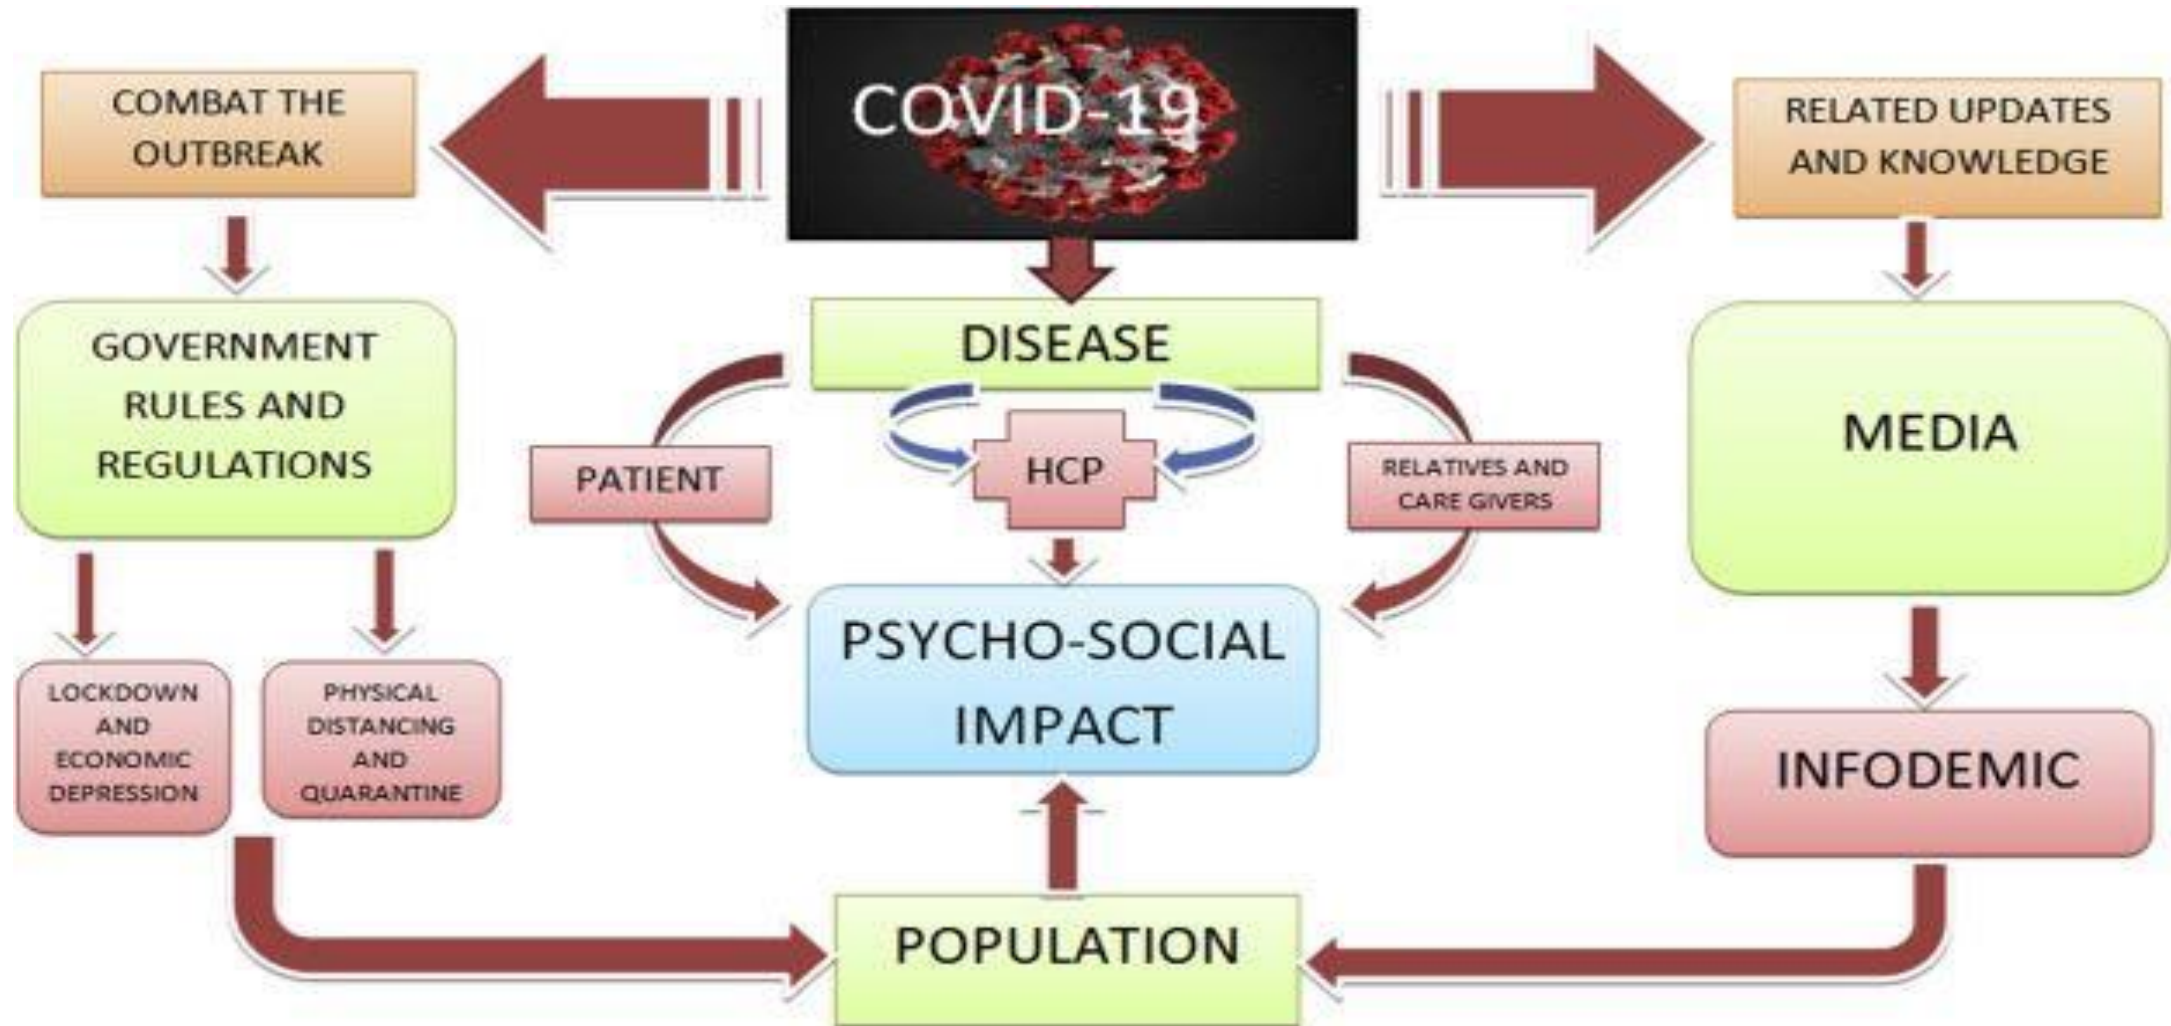 COVID-19
COMBAT THE
OUTBREAK
RELATED UPDATES
AND KNOWLEDGE
GOVERNMENT
RULES AND
REGULATIONS
DISEASE
MEDIA
PATIENT
HCP
RELATIVES AND
CARE GIVERS
PSYCHO-SOCIAL
IMPACT
LOCKDOWN
AND
ECONOMIC
DEPRESSION
PHYSICAL
DISTANCING
AND
QUARANTINE
INFODEMIC
POPULATION